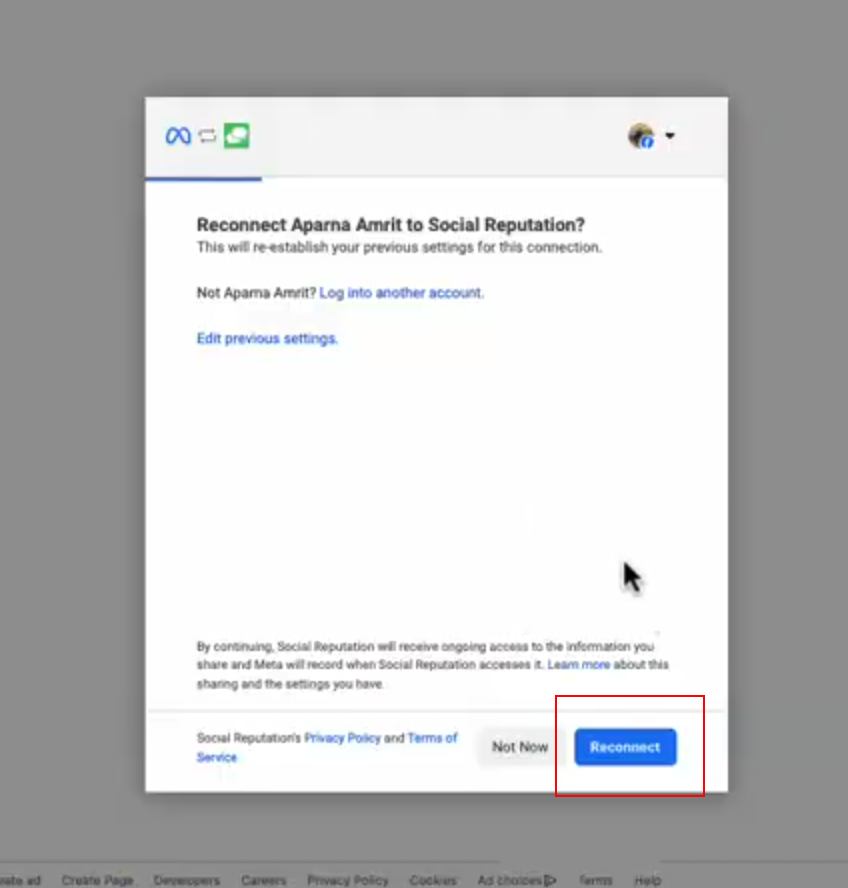 Reconnect Aparna Amrit to Social Reputation?
This will re-establish your previous settings for this connection.
Not Aparna Amrit? Log into another account.
Edit previous settings.
By continuing, Social Reputation will receive ongoing access to the information you
share and Meta will record when Social Reputation accesses it. Learn more about this
sharing and the settings you have.
Social Reputation's Privacy Policy and Terms of
Service
Not Now
Reconnect
ate ad Create Page Developers Careers Privacy Policy Cookies Ad choices Terms Help